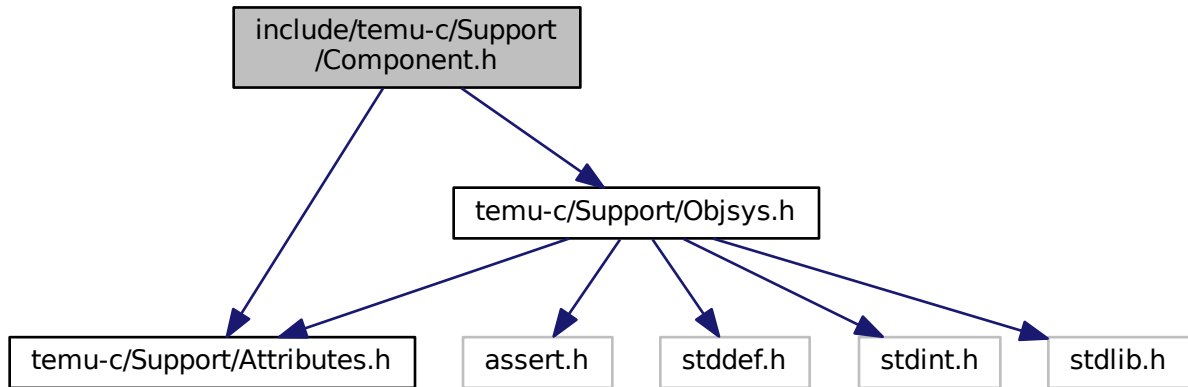 include/temu-c/Support
/Component.h
temu-c/Support/Objsys.h
temu-c/Support/Attributes.h
assert.h
stddef.h
stdint.h
stdlib.h